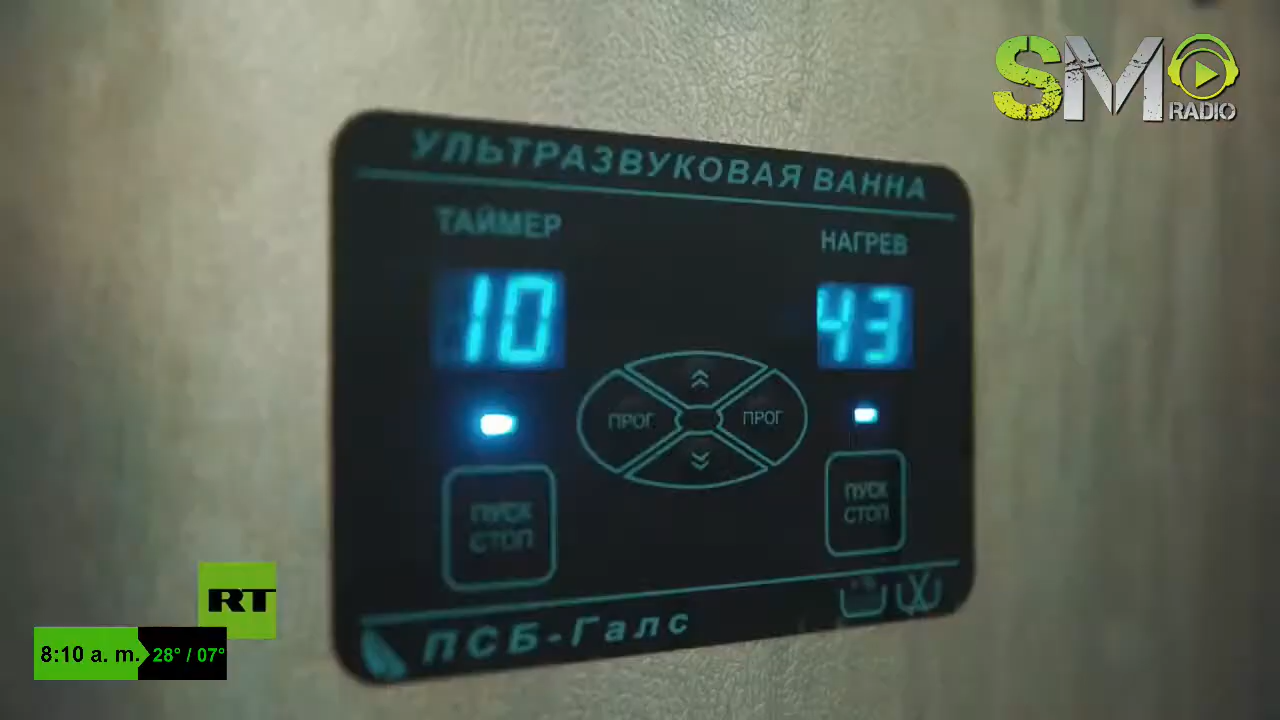 SM
RADIO
УЛЬТРАЗВУКОВАЯ ВАННА
ТАЙМЕР
НАГРЕВ
10
43
ПРОГ
ПРОГ
ПУСК
СТОП
ПУСК
СТОП
ПСБ-Галс
RT
8:10 a. m.
28° / 07°